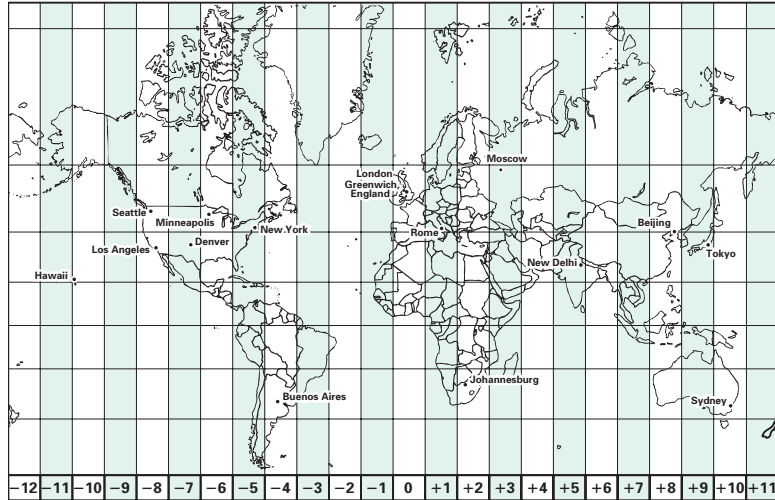 Moscow
London
Greenwich,
England
Seattle
Minneapolis
New York
Beijing
Rome
Denver
Los Angeles
Tokyo
New Delhi
Hawaii
Johannesburg
Buenos Aires
Sydney
−12 −11 −10 −9 −8 −7 −6 −5 −4 −3 −2 −1 0 +1 +2 +3 +4 +5 +6 +7 +8 +9 +10 +11